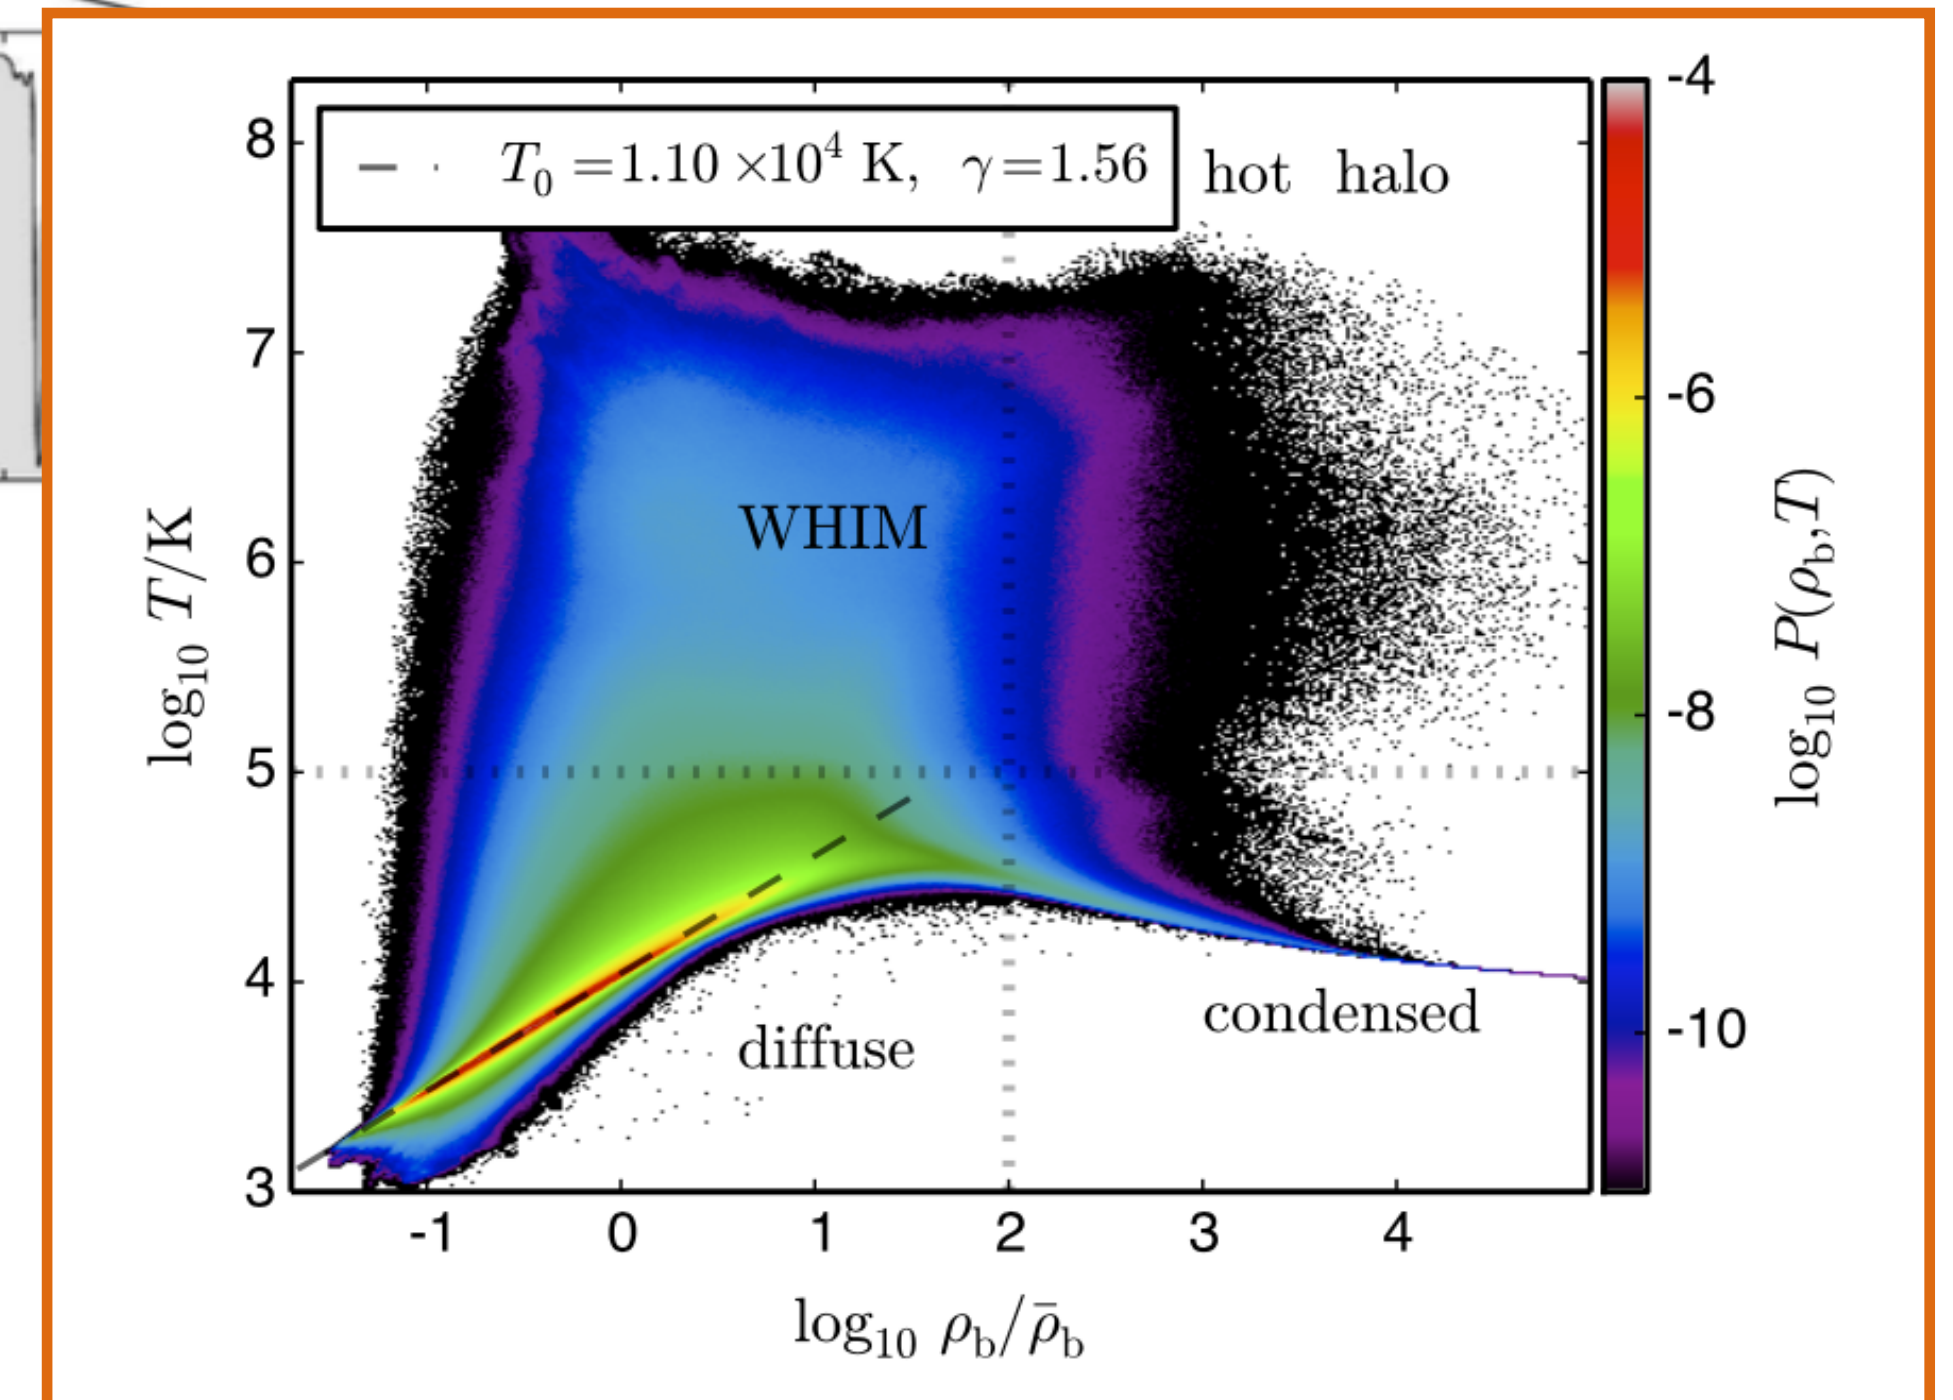 T₀ =1.10 ×10⁴ K, γ=1.56
hot halo
WHIM
diffuse
condensed
8
7
6
5
4
3
-1 0 1 2 3 4
log₁₀ T/K
log₁₀ ρ_b/ρ̄_b
-4
-6
-8
-10
log₁₀ P(ρ_b,T)